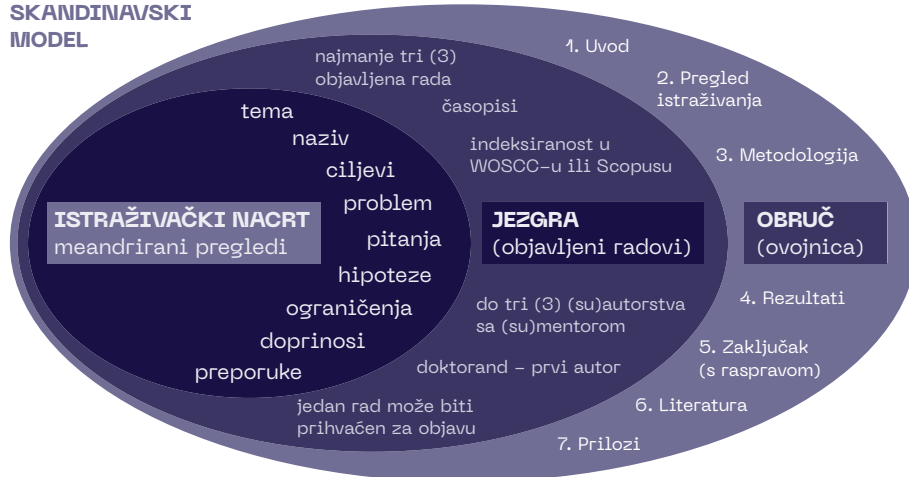 SKANDINAVSKI
MODEL
ISTRAŽIVAČKI NACRT
meandrirani pregledi
tema
naziv
ciljevi
problem
pitanja
hipoteze
ograničenja
doprinosi
preporuke
JEZGRA
(objavljeni radovi)
najmanje tri (3)
objavljena rada
časopisi
indeksiranost u
WOSCC-u ili Scopusu
do tri (3) (su)autorstva
sa (su)mentorom
doktorand – prvi autor
jedan rad može biti
prihvaćen za objavu
OBRUČ
(ovojnica)
1. Uvod
2. Pregled
istraživanja
3. Metodologija
4. Rezultati
5. Zaključak
(s raspravom)
6. Literatura
7. Prilozi